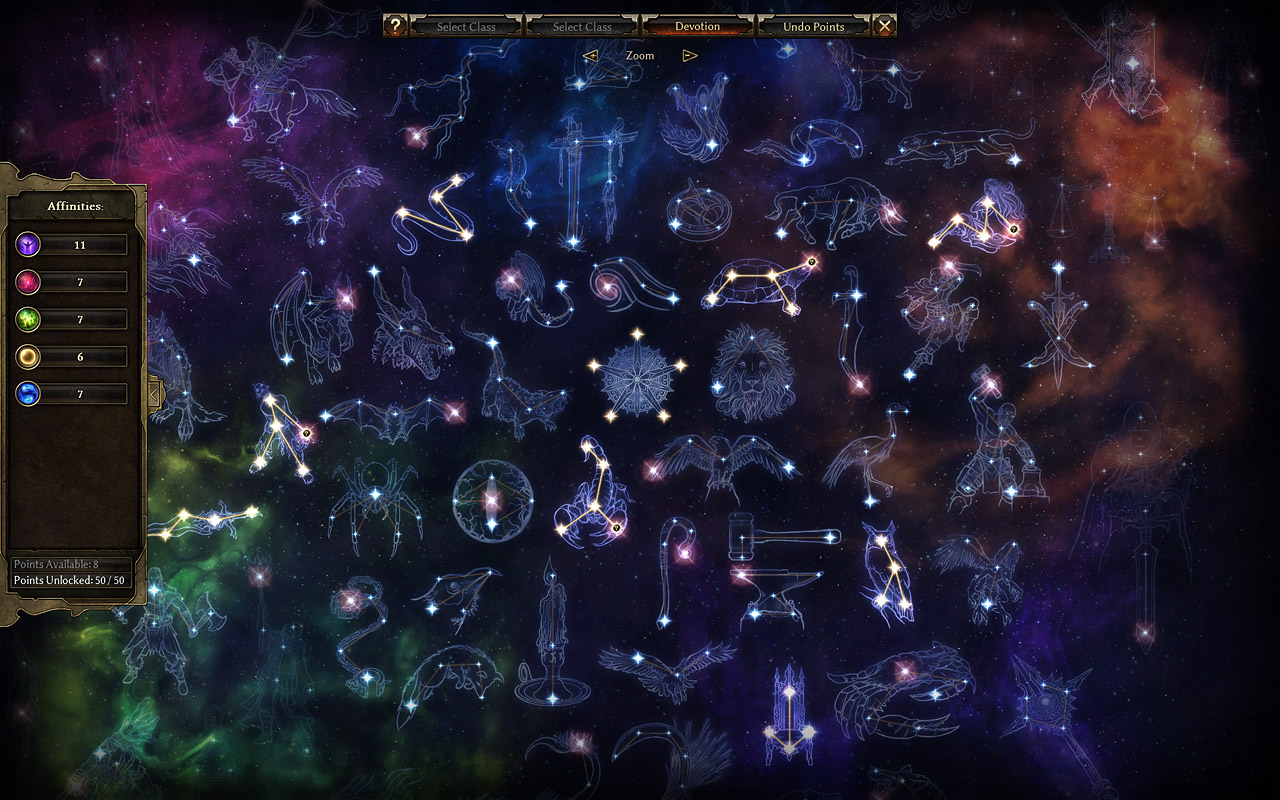 ?
Select Class
Select Class
Devotion
Undo Points
Zoom
Affinities:
11
7
7
6
7
Points Available: 8
Points Unlocked: 50 / 50